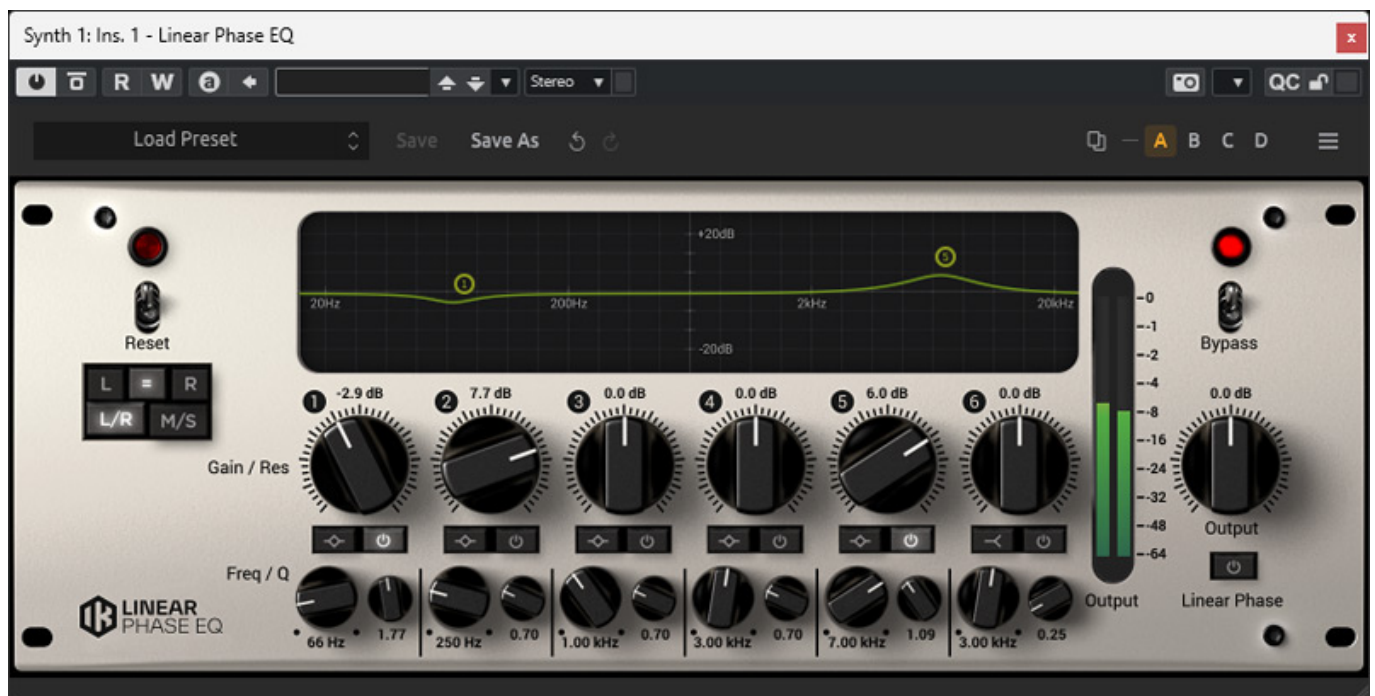 Synth 1: Ins. 1 - Linear Phase EQ
x
R W a Stereo QC
Load Preset Save Save As A B C D
+20dB
5
1
20Hz 200Hz 2kHz 20kHz
-20dB
Reset
L = R
L/R M/S
0
-1
-2
-4
-8
-16
-24
-32
-48
-64
Output
Bypass
1 -2.9 dB 2 7.7 dB 3 0.0 dB 4 0.0 dB 5 6.0 dB 6 0.0 dB 0.0 dB
Gain / Res
Output
Freq / Q
Linear Phase
66 Hz 1.77 250 Hz 0.70 1.00 kHz 0.70 3.00 kHz 0.70 7.00 kHz 1.09 3.00 kHz 0.25
LINEAR
PHASE EQ